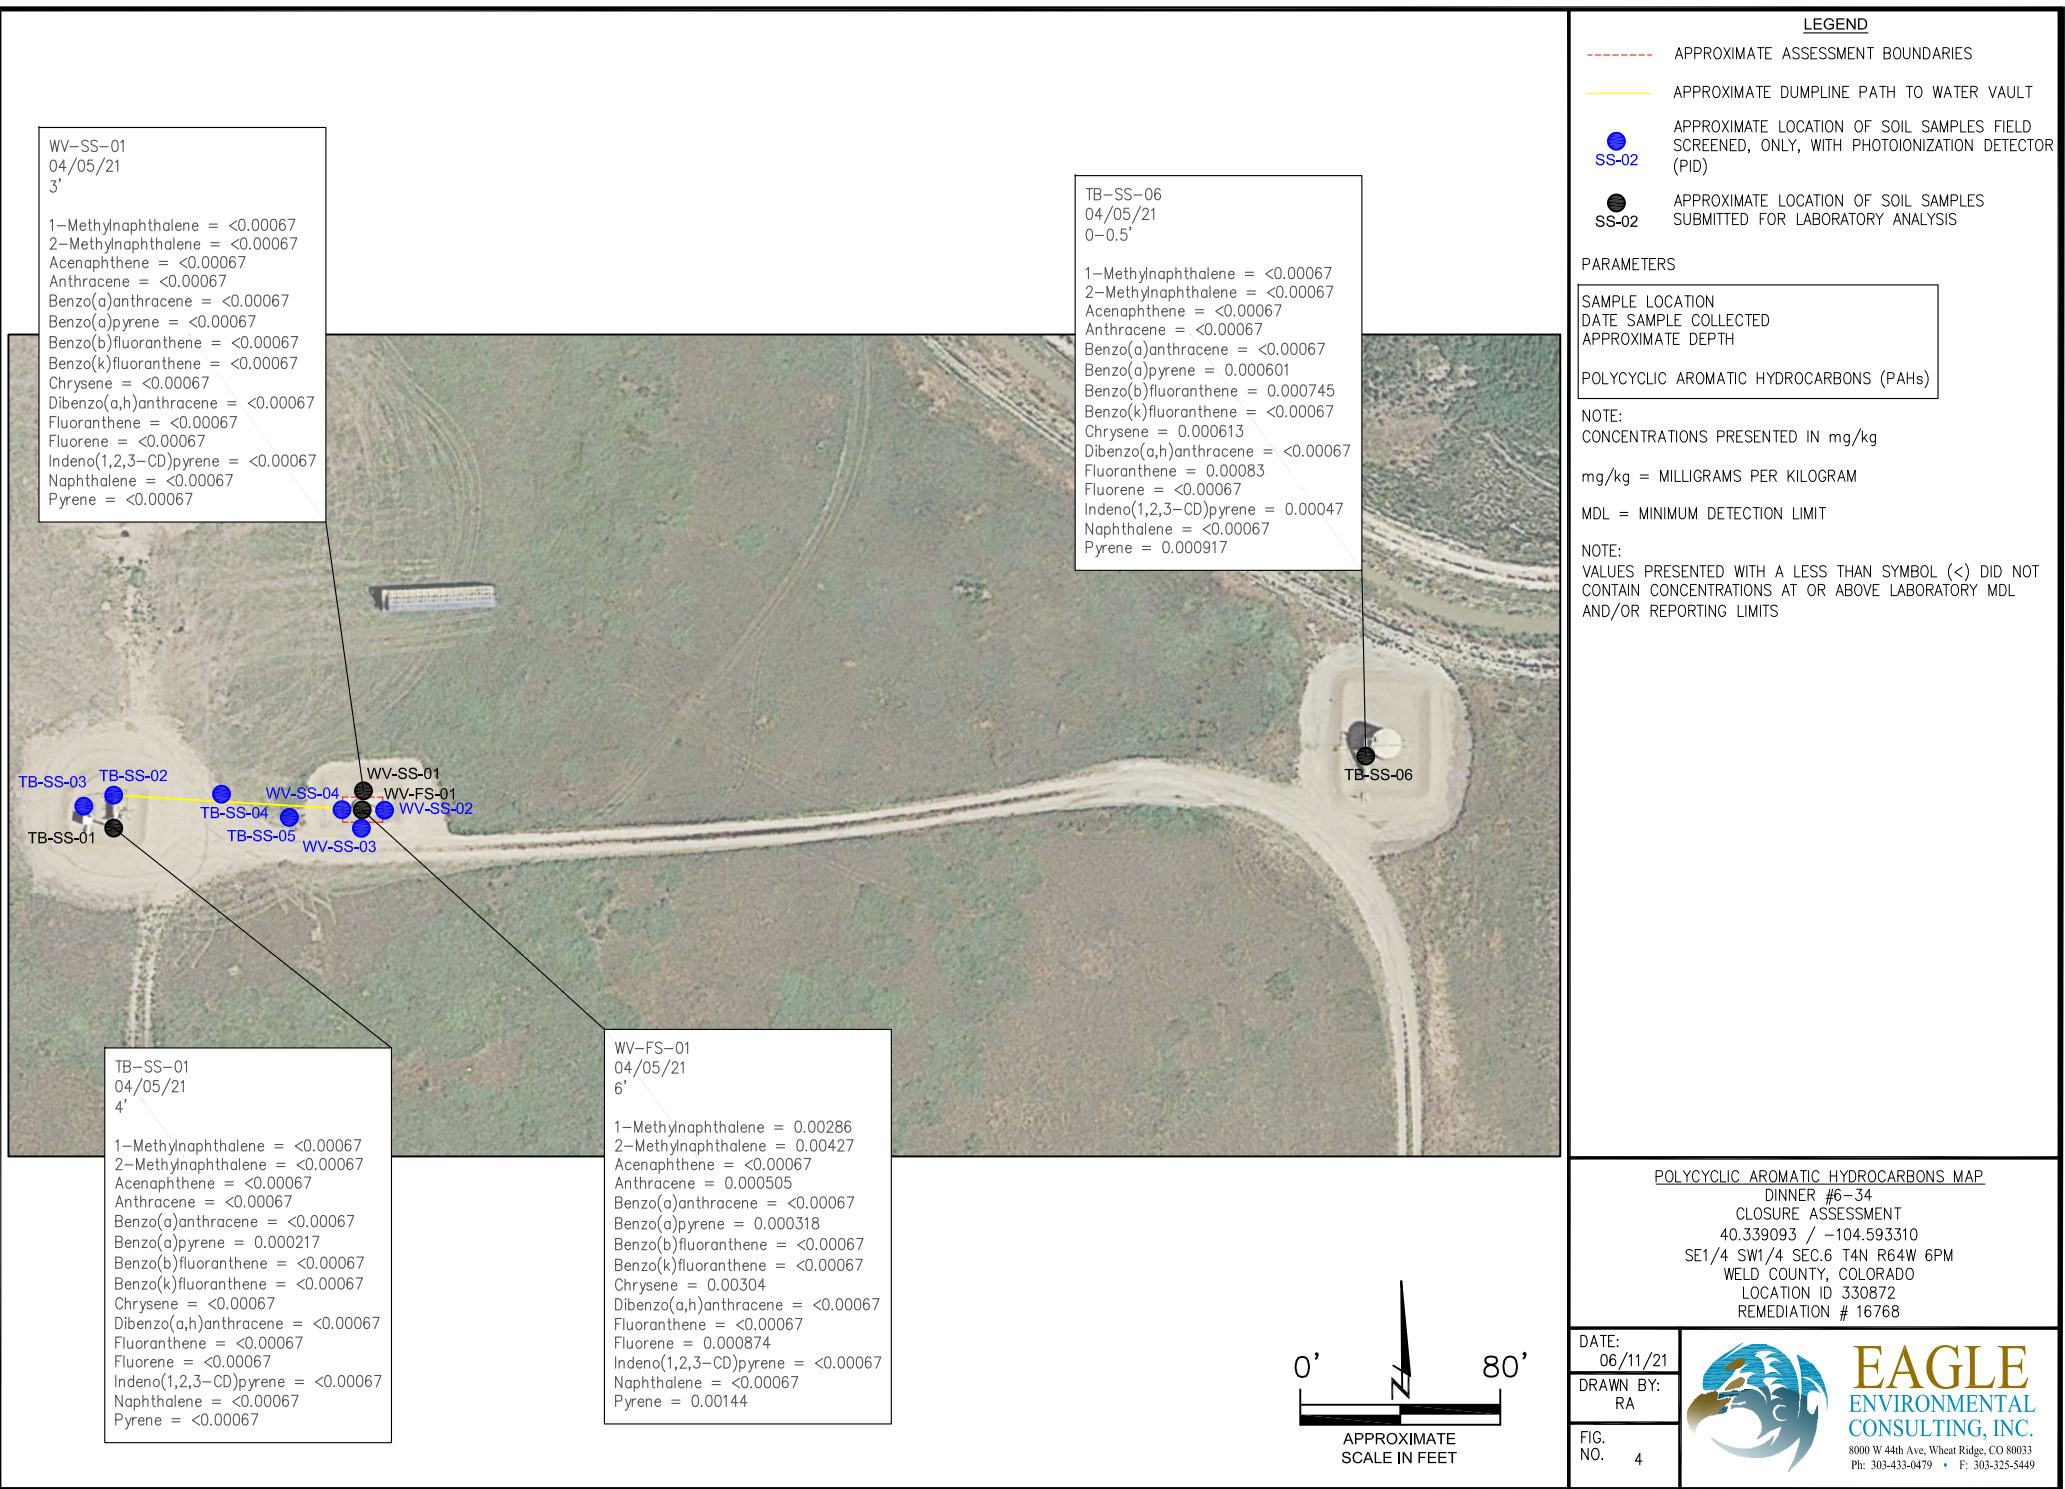 WV-SS-01
04/05/21
3'
1-Methylnaphthalene = <0.00067
2-Methylnaphthalene = <0.00067
Acenaphthene = <0.00067
Anthracene = <0.00067
Benzo(a)anthracene = <0.00067
Benzo(a)pyrene = <0.00067
Benzo(b)fluoranthene = <0.00067
Benzo(k)fluoranthene = <0.00067
Chrysene = <0.00067
Dibenzo(a,h)anthracene = <0.00067
Fluoranthene = <0.00067
Fluorene = <0.00067
Indeno(1,2,3-CD)pyrene = <0.00067
Naphthalene = <0.00067
Pyrene = <0.00067
TB-SS-06
04/05/21
0-0.5'
1-Methylnaphthalene = <0.00067
2-Methylnaphthalene = <0.00067
Acenaphthene = <0.00067
Anthracene = <0.00067
Benzo(a)anthracene = <0.00067
Benzo(a)pyrene = 0.000601
Benzo(b)fluoranthene = 0.000745
Benzo(k)fluoranthene = <0.00067
Chrysene = 0.000613
Dibenzo(a,h)anthracene = <0.00067
Fluoranthene = 0.00083
Fluorene = <0.00067
Indeno(1,2,3-CD)pyrene = 0.00047
Naphthalene = <0.00067
Pyrene = 0.000917
TB-SS-03
TB-SS-02
TB-SS-01
TB-SS-04
TB-SS-05
WV-SS-04
WV-SS-01
WV-FS-01
WV-SS-02
WV-SS-03
TB-SS-06
TB-SS-01
04/05/21
4'
1-Methylnaphthalene = <0.00067
2-Methylnaphthalene = <0.00067
Acenaphthene = <0.00067
Anthracene = <0.00067
Benzo(a)anthracene = <0.00067
Benzo(a)pyrene = 0.000217
Benzo(b)fluoranthene = <0.00067
Benzo(k)fluoranthene = <0.00067
Chrysene = <0.00067
Dibenzo(a,h)anthracene = <0.00067
Fluoranthene = <0.00067
Fluorene = <0.00067
Indeno(1,2,3-CD)pyrene = <0.00067
Naphthalene = <0.00067
Pyrene = <0.00067
WV-FS-01
04/05/21
6'
1-Methylnaphthalene = 0.00286
2-Methylnaphthalene = 0.00427
Acenaphthene = <0.00067
Anthracene = 0.000505
Benzo(a)anthracene = <0.00067
Benzo(a)pyrene = 0.000318
Benzo(b)fluoranthene = <0.00067
Benzo(k)fluoranthene = <0.00067
Chrysene = 0.00304
Dibenzo(a,h)anthracene = <0.00067
Fluoranthene = <0.00067
Fluorene = 0.000874
Indeno(1,2,3-CD)pyrene = <0.00067
Naphthalene = <0.00067
Pyrene = 0.00144
0' N 80'
APPROXIMATE
SCALE IN FEET
LEGEND
APPROXIMATE ASSESSMENT BOUNDARIES
APPROXIMATE DUMPLINE PATH TO WATER VAULT
SS-02
APPROXIMATE LOCATION OF SOIL SAMPLES FIELD
SCREENED, ONLY, WITH PHOTOIONIZATION DETECTOR
(PID)
SS-02
APPROXIMATE LOCATION OF SOIL SAMPLES
SUBMITTED FOR LABORATORY ANALYSIS
PARAMETERS
SAMPLE LOCATION
DATE SAMPLE COLLECTED
APPROXIMATE DEPTH
POLYCYCLIC AROMATIC HYDROCARBONS (PAHs)
NOTE:
CONCENTRATIONS PRESENTED IN mg/kg
mg/kg = MILLIGRAMS PER KILOGRAM
MDL = MINIMUM DETECTION LIMIT
NOTE:
VALUES PRESENTED WITH A LESS THAN SYMBOL (<) DID NOT
CONTAIN CONCENTRATIONS AT OR ABOVE LABORATORY MDL
AND/OR REPORTING LIMITS
POLYCYCLIC AROMATIC HYDROCARBONS MAP
DINNER #6-34
CLOSURE ASSESSMENT
40.339093 / -104.593310
SE1/4 SW1/4 SEC.6 T4N R64W 6PM
WELD COUNTY, COLORADO
LOCATION ID 330872
REMEDIATION # 16768
DATE:
06/11/21
DRAWN BY:
RA
FIG.
NO. 4
EAGLE
ENVIRONMENTAL
CONSULTING, INC.
8000 W 44th Ave, Wheat Ridge, CO 80033
Ph: 303-433-0479 • F: 303-325-5449